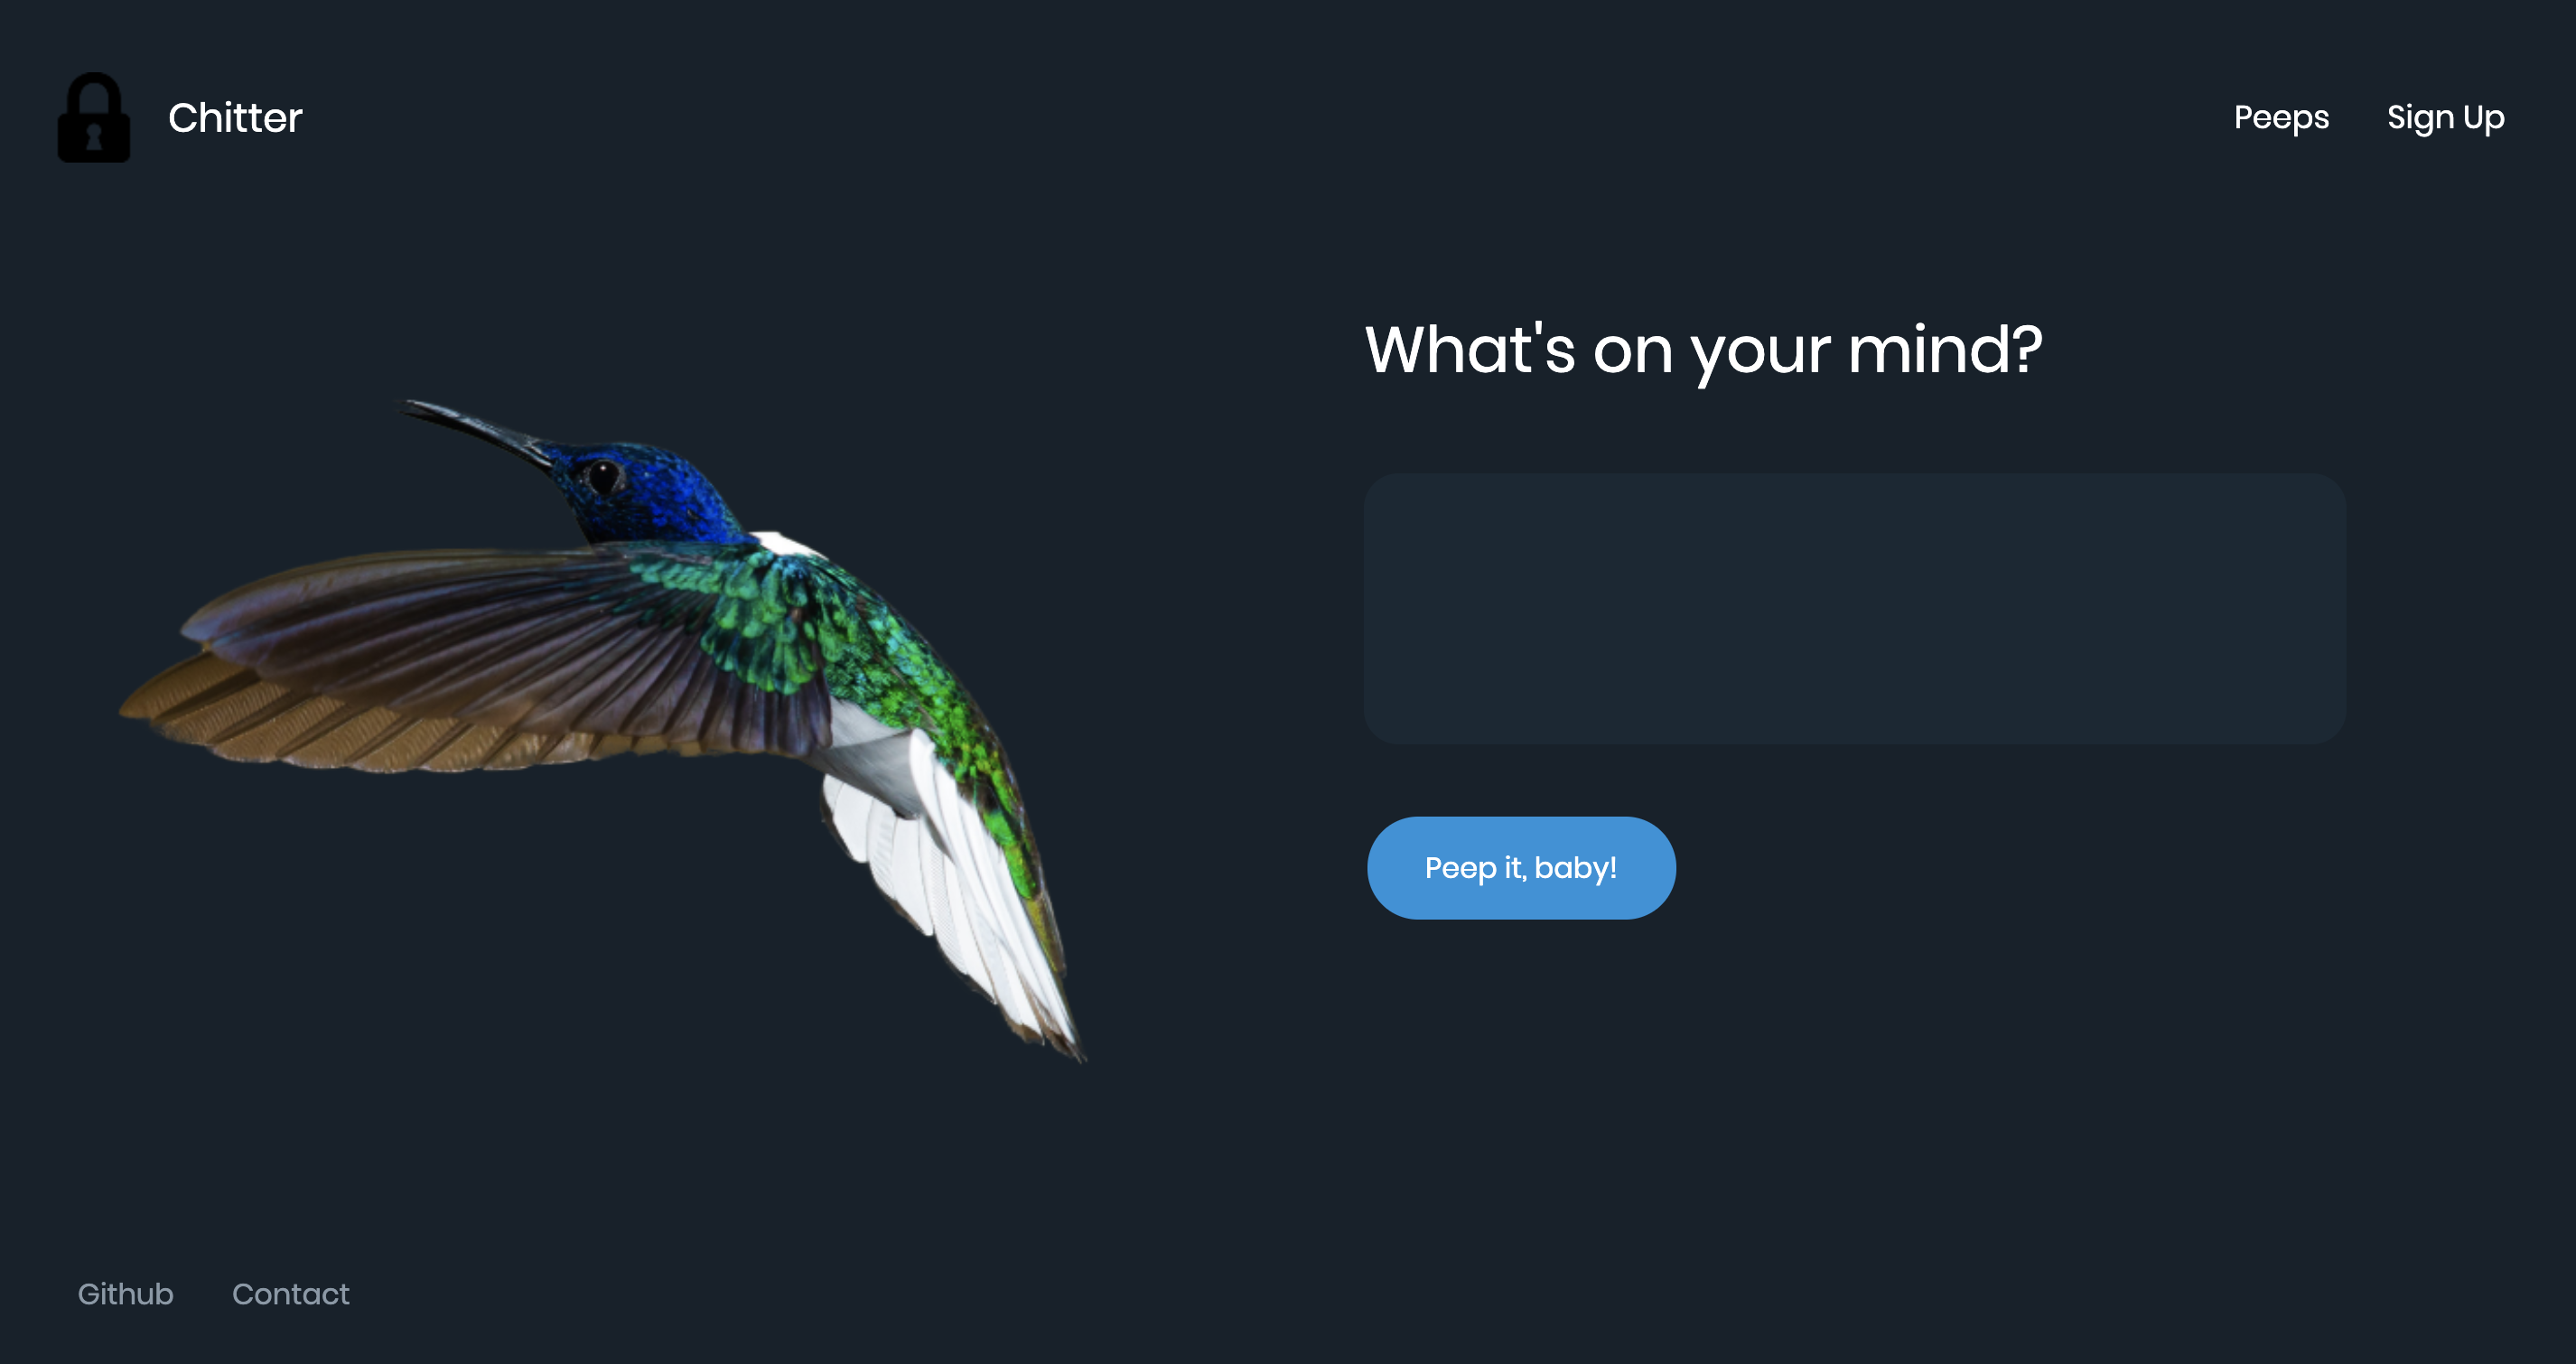 Chitter
Peeps
Sign Up
What's on your mind?
Peep it, baby!
Github
Contact